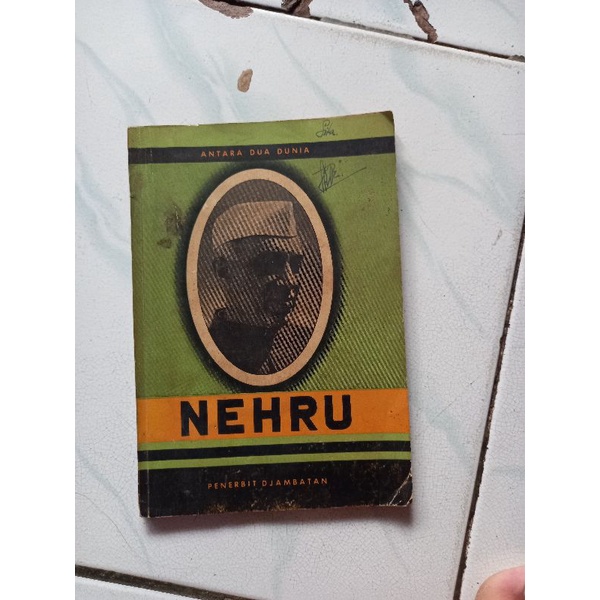 ANTARA DUA DUNIA
NEHRU
PENERBIT DJAMBATAN